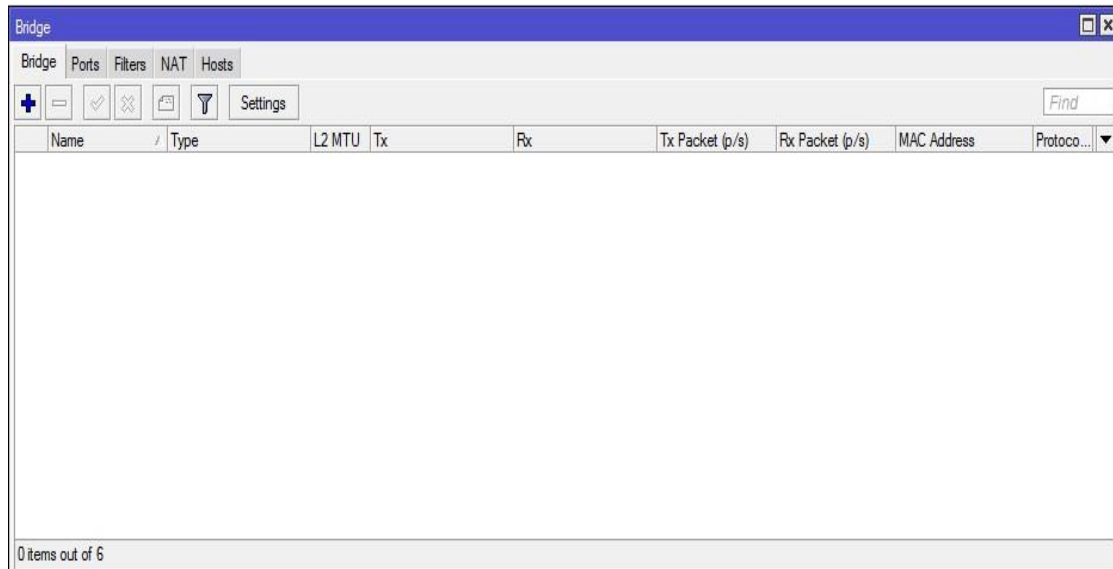 Bridge
Bridge Ports Filters NAT Hosts
Settings Find
Name Type L2 MTU Tx Rx Tx Packet (p/s) Rx Packet (p/s) MAC Address Protoco...
0 items out of 6